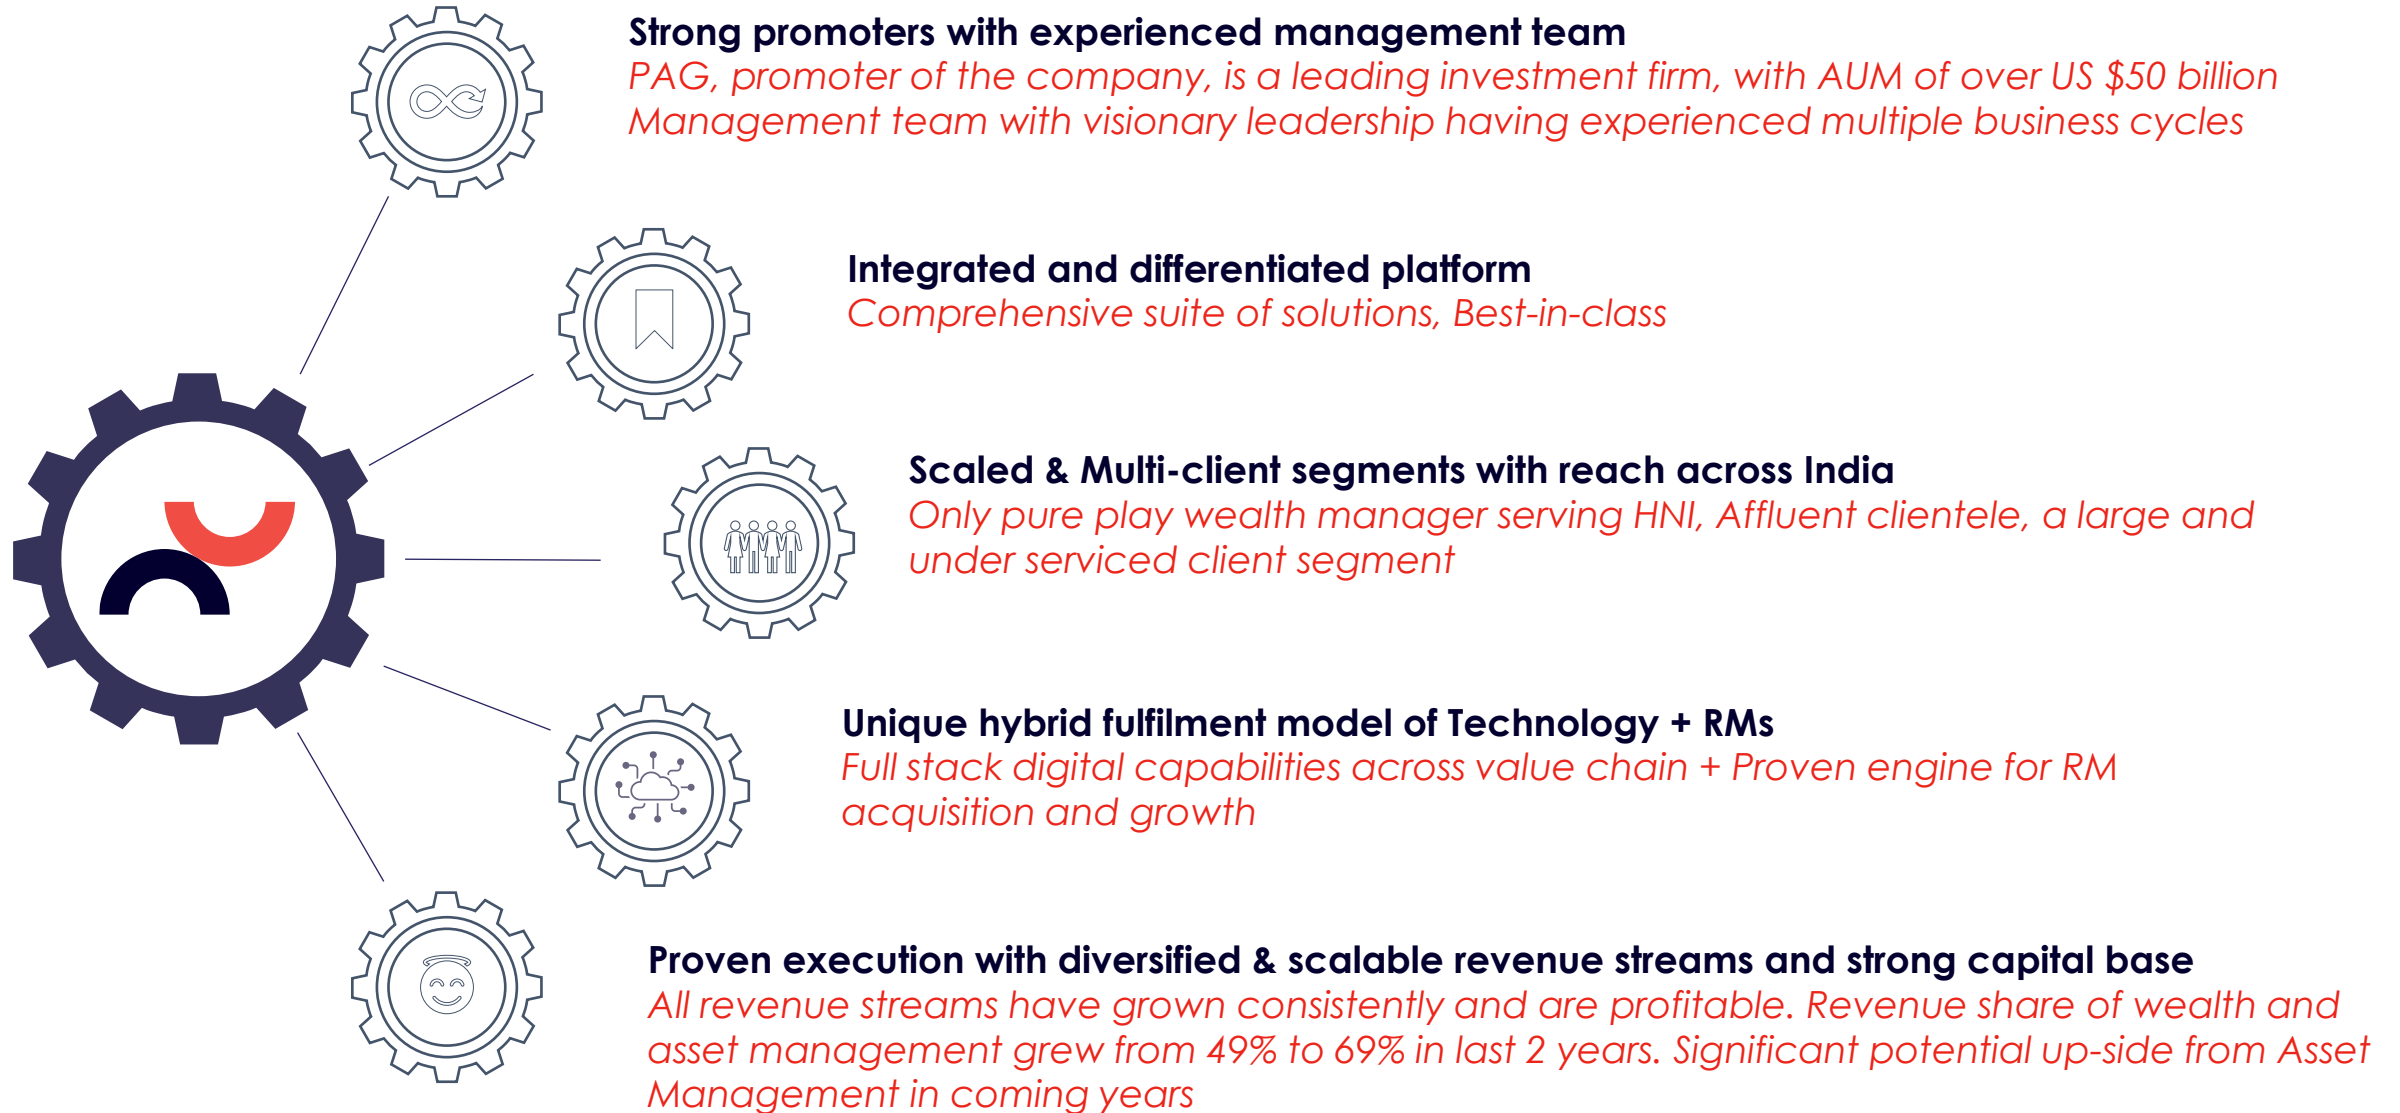 Strong promoters with experienced management team
PAG, promoter of the company, is a leading investment firm, with AUM of over US $50 billion
Management team with visionary leadership having experienced multiple business cycles
Integrated and differentiated platform
Comprehensive suite of solutions, Best-in-class
Scaled & Multi-client segments with reach across India
Only pure play wealth manager serving HNI, Affluent clientele, a large and
under serviced client segment
Unique hybrid fulfilment model of Technology + RMs
Full stack digital capabilities across value chain + Proven engine for RM
acquisition and growth
Proven execution with diversified & scalable revenue streams and strong capital base
All revenue streams have grown consistently and are profitable. Revenue share of wealth and
asset management grew from 49% to 69% in last 2 years. Significant potential up-side from Asset
Management in coming years